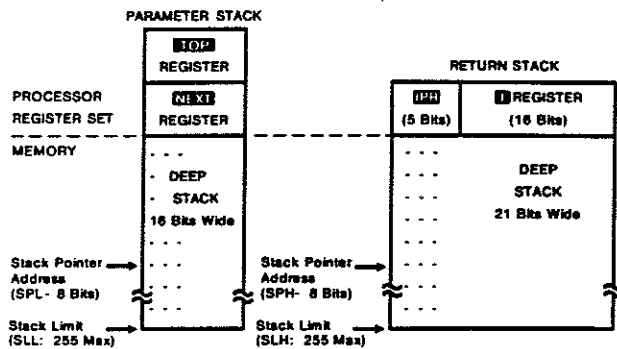 PARAMETER STACK
TOP
REGISTER
NEXT
REGISTER
PROCESSOR
REGISTER SET
MEMORY
DEEP
STACK
16 Bits Wide
Stack Pointer
Address
(SPL- 8 Bits)
Stack Limit
(SLL: 255 Max)
RETURN STACK
IPR
(5 Bits)
I REGISTER
(16 Bits)
DEEP
STACK
21 Bits Wide
Stack Pointer
Address
(SPH- 8 Bits)
Stack Limit
(SLH: 255 Max)